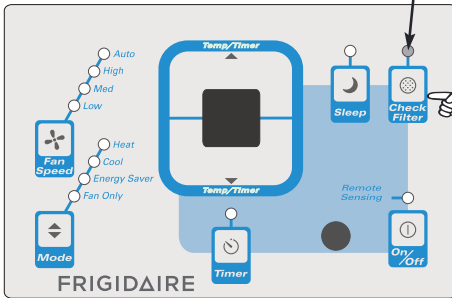 Auto
High
Med
Low
Fan
Speed
Heat
Cool
Energy Saver
Fan Only
Mode
Temp/Timer
Temp/Timer
Timer
Sleep
Check
Filter
Remote
Sensing
On/Off
FRIGIDAIRE